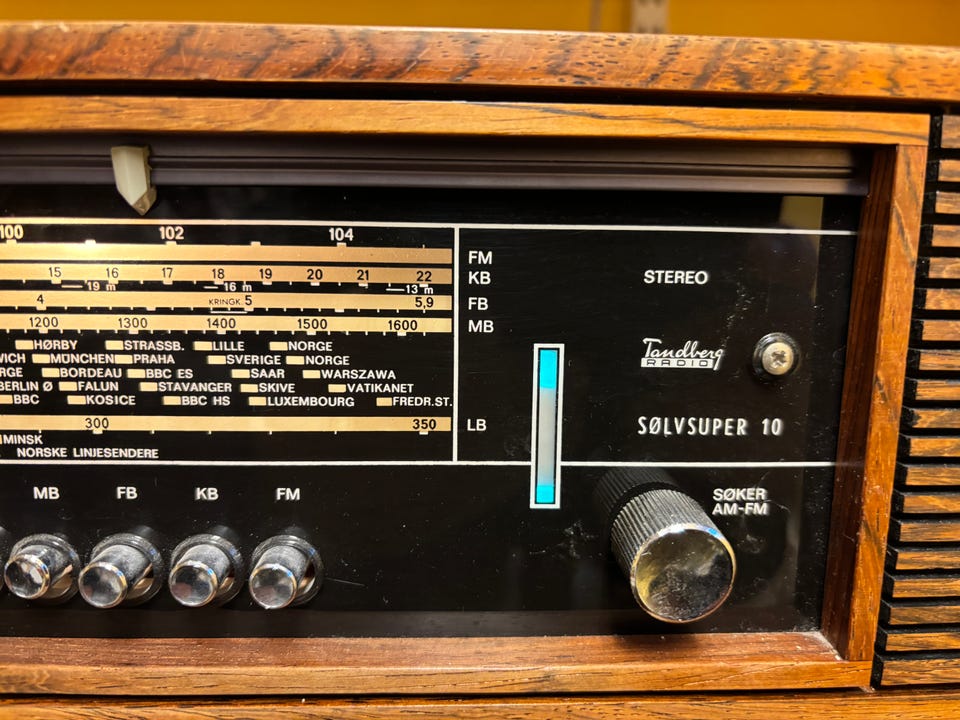 100 102 104 FM
15 16 17 18 19 20 21 22 KB
19 m 16 m 13 m
4 KRINGK. 5 5,9 FB
1200 1300 1400 1500 1600 MB
HØRBY STRASSB. LILLE NORGE
MÜNCHEN PRAHA SVERIGE NORGE
BORDEAU BBC ES SAAR WARSZAWA
BERLIN Ø FALUN STAVANGER SKIVE VATIKANET
BBC KOSICE BBC HS LUXEMBOURG FREDR.ST.
300 350 LB
MINSK
NORSKE LINJESENDERE
STEREO
Tandberg
RADIO
SØLVSUPER 10
MB FB KB FM
SØKER
AM-FM